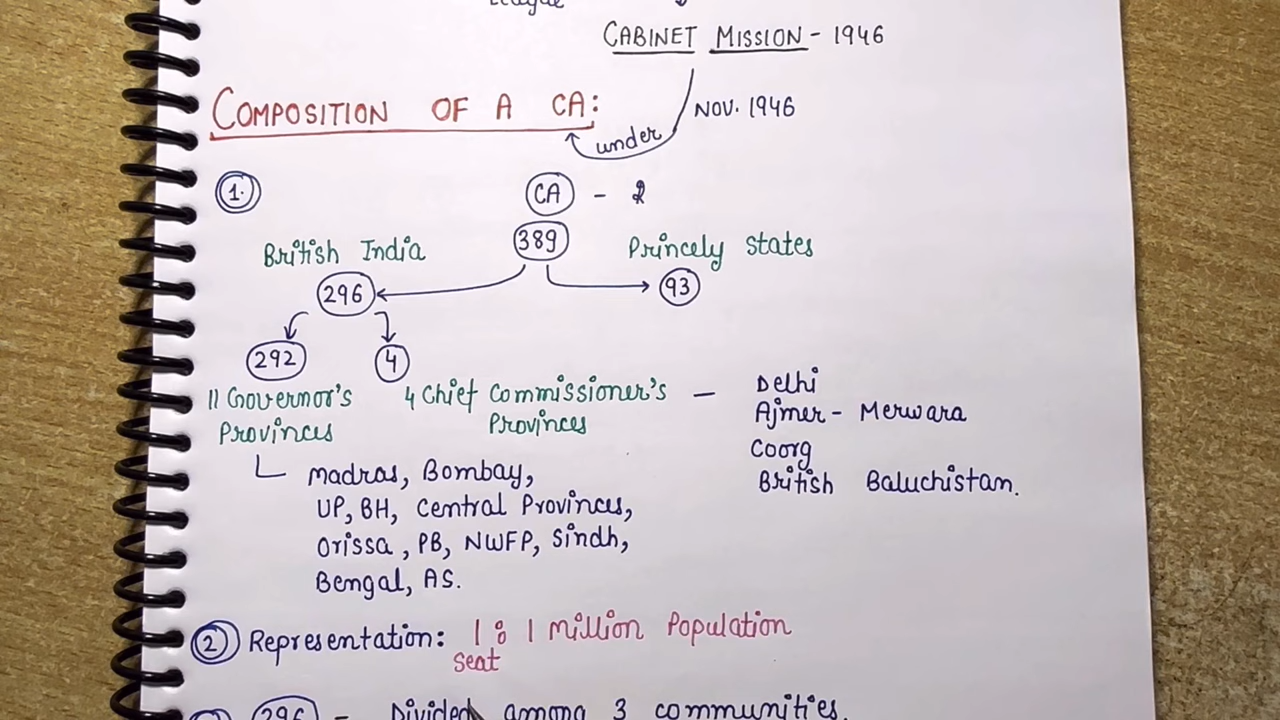 League
CABINET MISSION - 1946
COMPOSITION OF A CA:
under
NOV. 1946
1.
CA -
389
British India
Princely States
296
93
292
4
11 Governor's Provinces
4 Chief Commissioner's Provinces
-
Delhi
Ajmer - Merwara
Coorg
British Baluchistan.
Madras, Bombay,
UP, BH, Central Provinces,
Orissa, PB, NWFP, Sindh,
Bengal, AS.
2 Representation: 1 : 1 Million Population
Seat
296 - Divided among 3 communities.